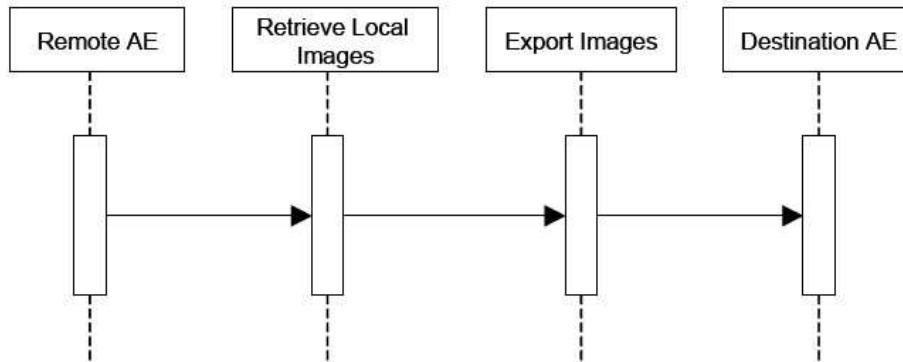 Remote AE
Retrieve Local
Images
Export Images
Destination AE